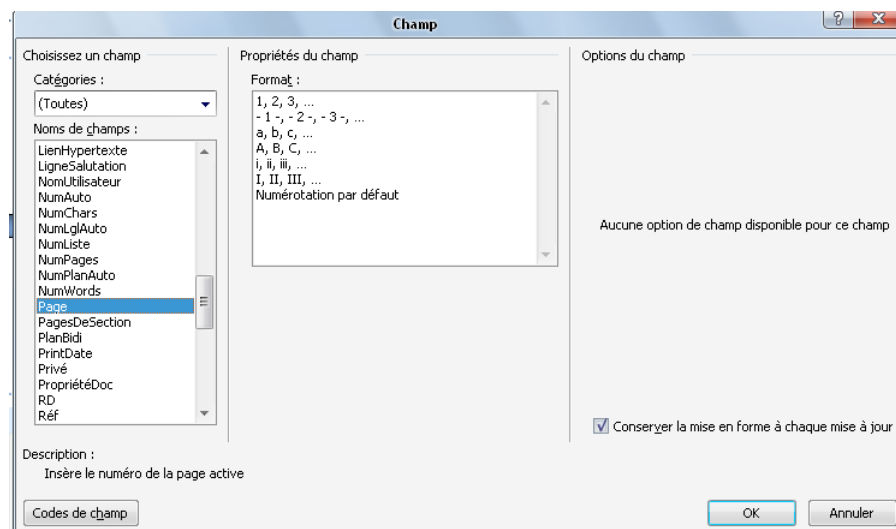 Champ
Choisissez un champ
Catégories :
(Toutes)
Noms de champs :
LienHypertexte
LigneSalutation
NomUtilisateur
NumAuto
NumChars
NumLglAuto
NumListe
NumPages
NumPlanAuto
NumWords
Page
PagesDeSection
PlanBidi
PrintDate
Privé
PropriétéDoc
RD
Réf
Propriétés du champ
Format :
1, 2, 3, ...
- 1 -, - 2 -, - 3 -, ...
a, b, c, ...
A, B, C, ...
i, ii, iii, ...
I, II, III, ...
Numérotation par défaut
Options du champ
Aucune option de champ disponible pour ce champ
Conserver la mise en forme à chaque mise à jour
Description :
Insère le numéro de la page active
Codes de champ
OK
Annuler